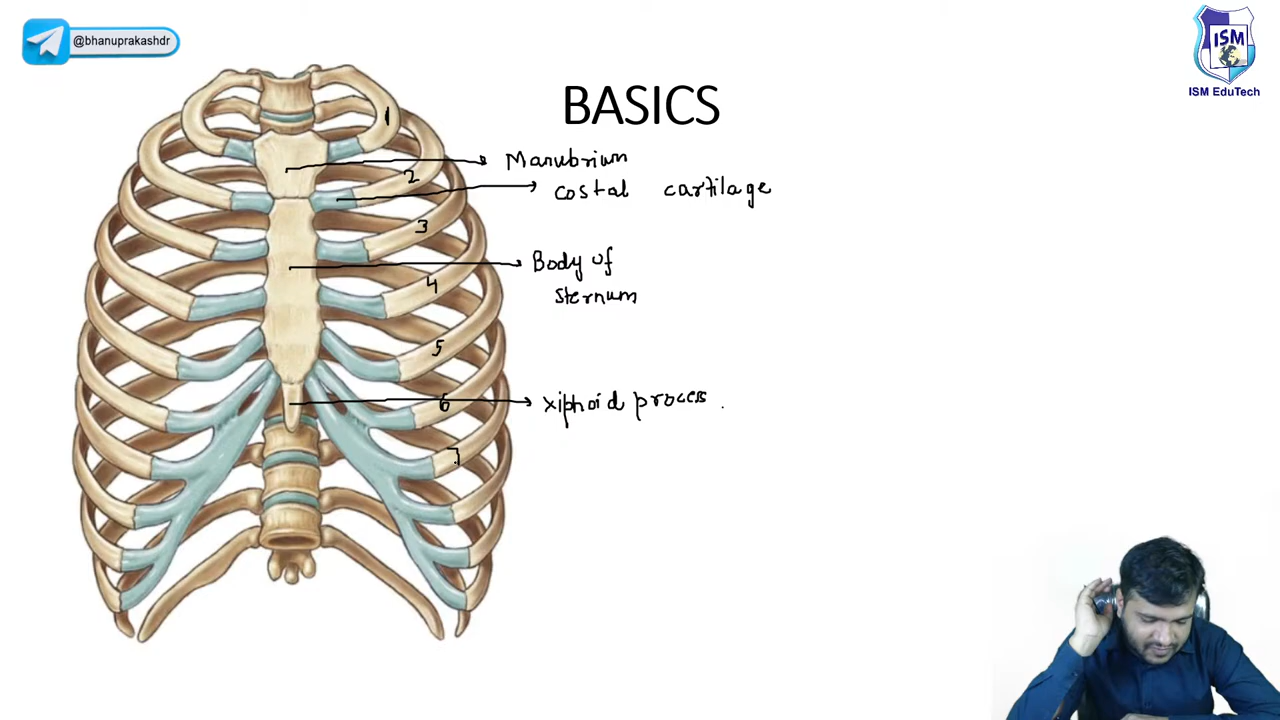 @bhanuprakashdr
ISM
ISM EduTech
BASICS
1
Manubrium
2
costal cartilage
3
Body of
sternum
4
5
6
xiphoid process.
7